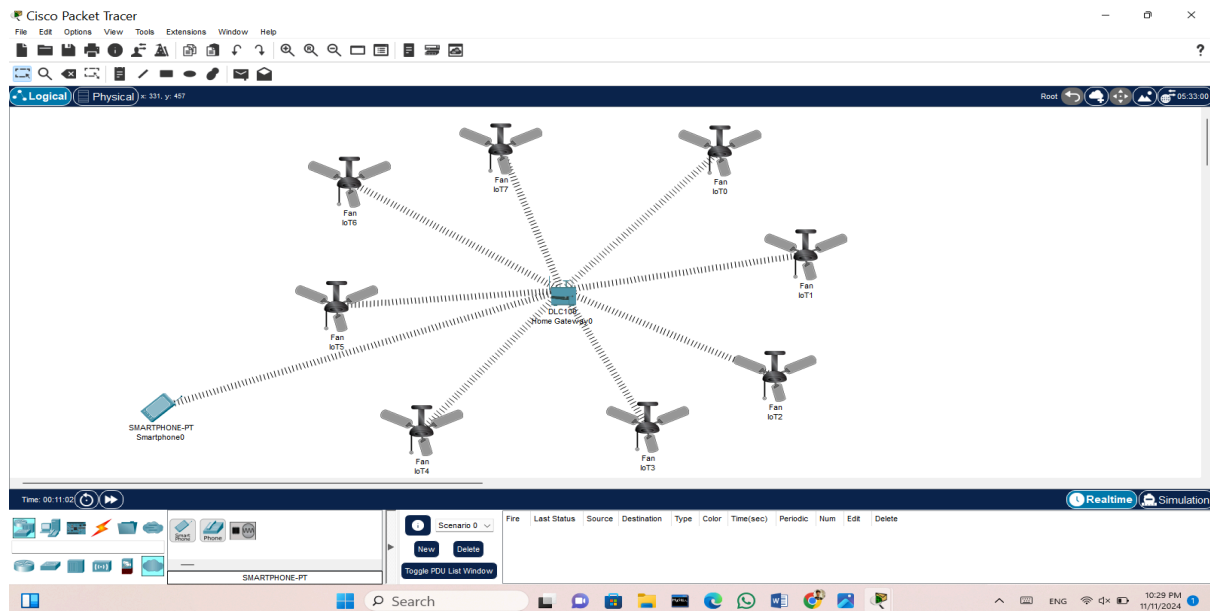 Cisco Packet Tracer
File Edit Options View Tools Extensions Window Help
?
Logical Physical x: 331, y: 457 Root 05:33:00
Fan
IoT7
Fan
IoT0
Fan
IoT6
Fan
IoT1
DLC100
Home Gateway0
Fan
IoT5
Fan
IoT2
SMARTPHONE-PT
Smartphone0
Fan
IoT4
Fan
IoT3
Time: 00:11:02 Realtime Simulation
Scenario 0 Fire Last Status Source Destination Type Color Time(sec) Periodic Num Edit Delete
Smart Phone Phone
New Delete
Toggle PDU List Window
SMARTPHONE-PT
Search ENG 10:29 PM 1
11/11/2024